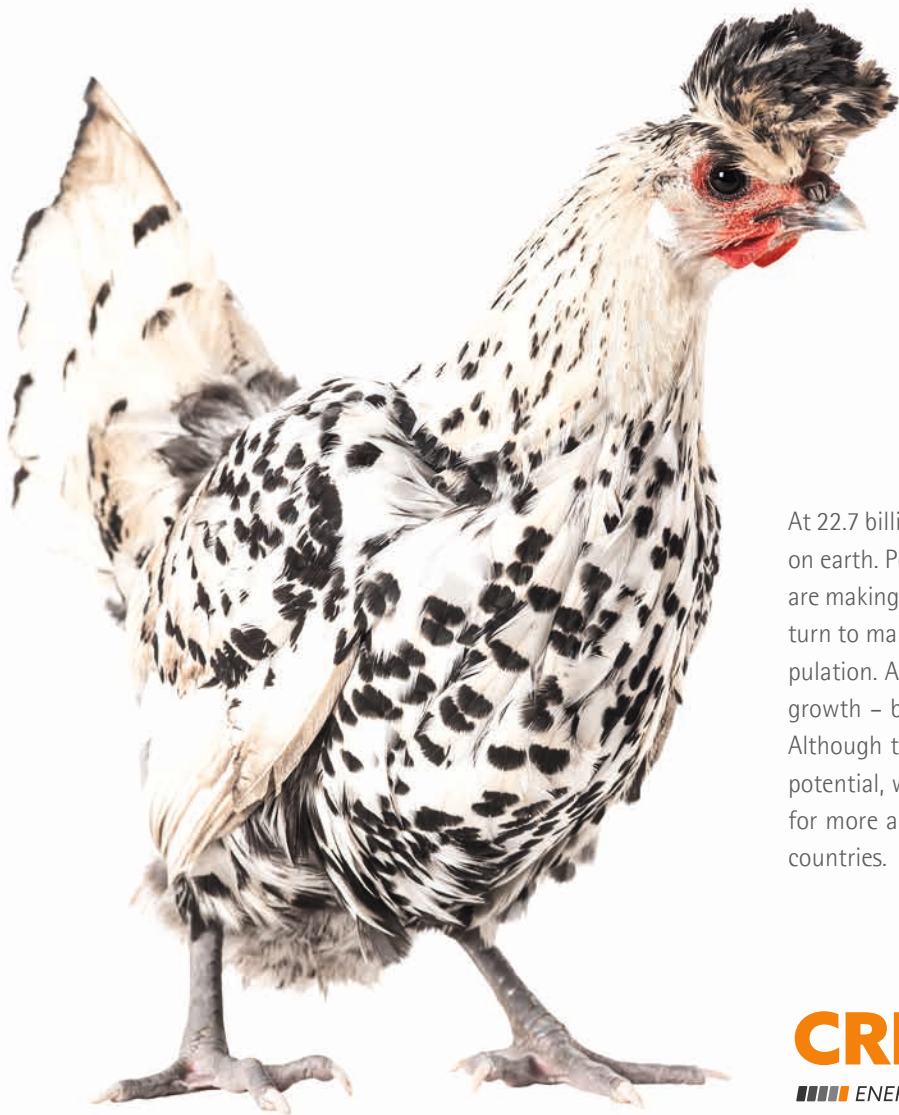 At 22.7 billi
on earth. P
are making
turn to ma
pulation. A
growth – b
Although t
potential, w
for more a
countries.
CR
ENE